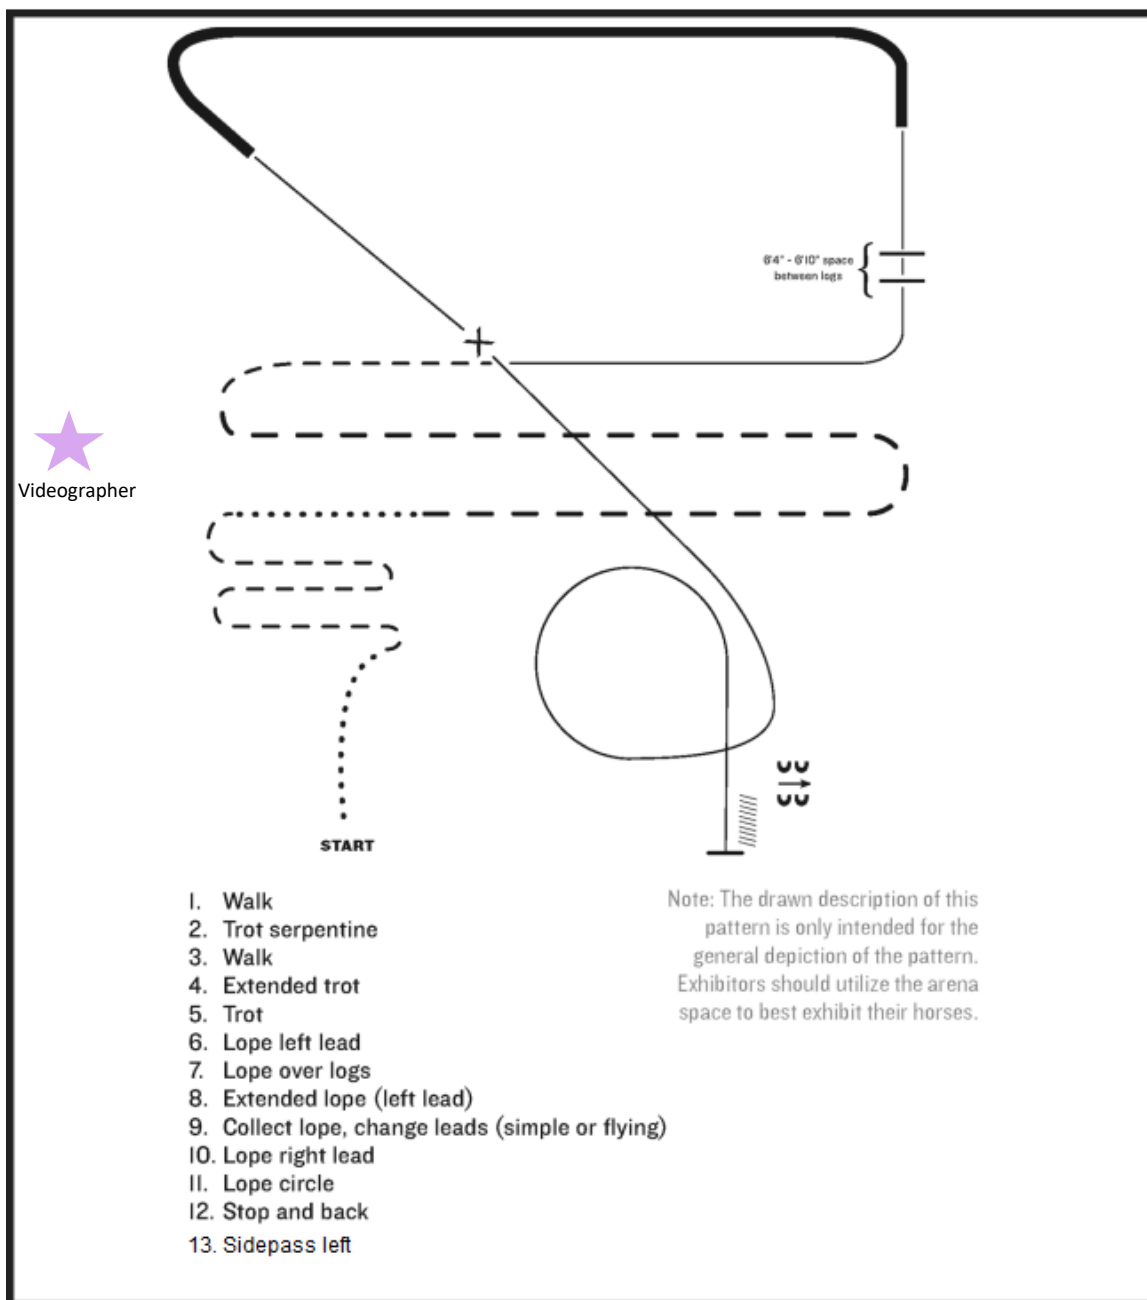 6'4" - 6'10" space
between logs
Videographer
START
1. Walk
2. Trot serpentine
3. Walk
4. Extended trot
5. Trot
6. Lope left lead
7. Lope over logs
8. Extended lope (left lead)
9. Collect lope, change leads (simple or flying)
10. Lope right lead
11. Lope circle
12. Stop and back
13. Sidepass left
Note: The drawn description of this
pattern is only intended for the
general depiction of the pattern.
Exhibitors should utilize the arena
space to best exhibit their horses.